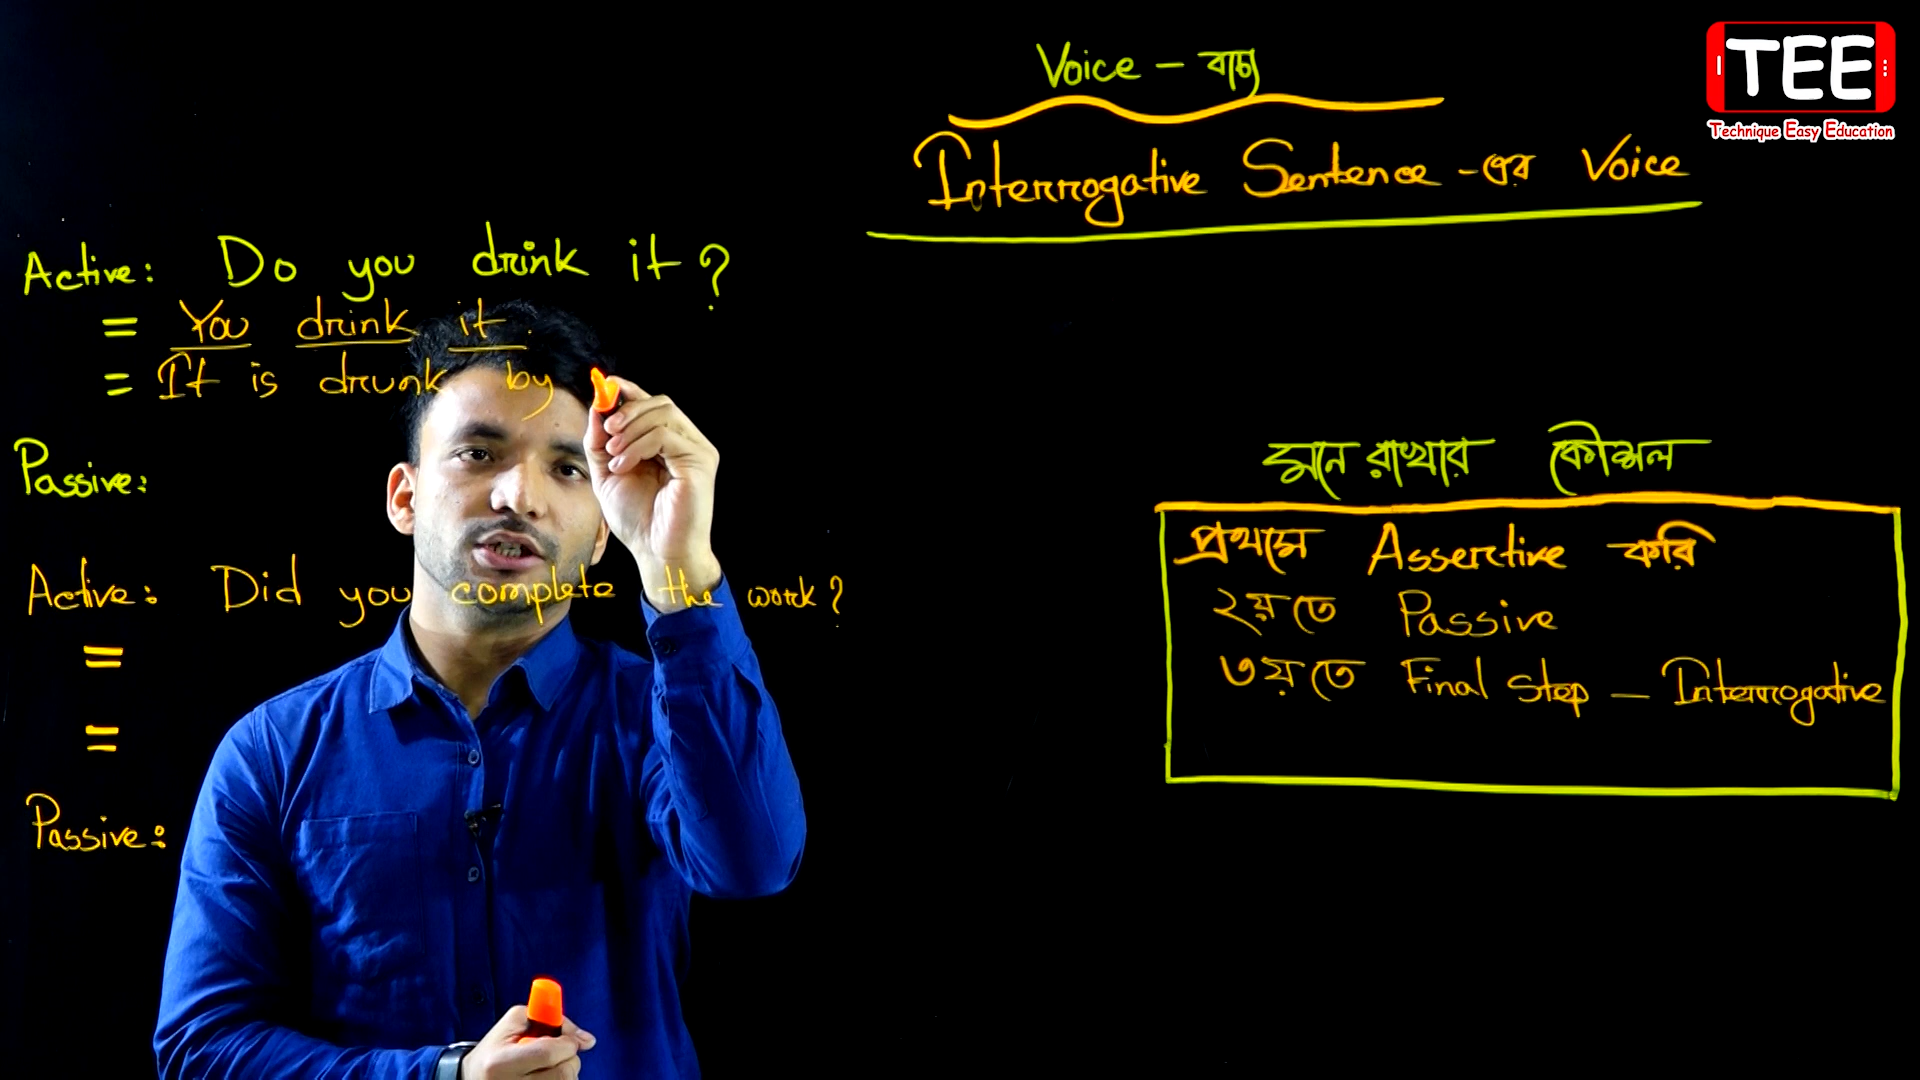 Voice – বাচ্য
Interrogative Sentence -এর Voice
TEE
Technique Easy Education
Active: Do you drink it?
= You drink it.
= It is drunk by
Passive:
Active: Did you complete the work?
=
=
Passive:
মনে রাখার কৌশল
প্রথমে Assertive করি
২য় তে Passive
৩য় তে Final Step – Interrogative